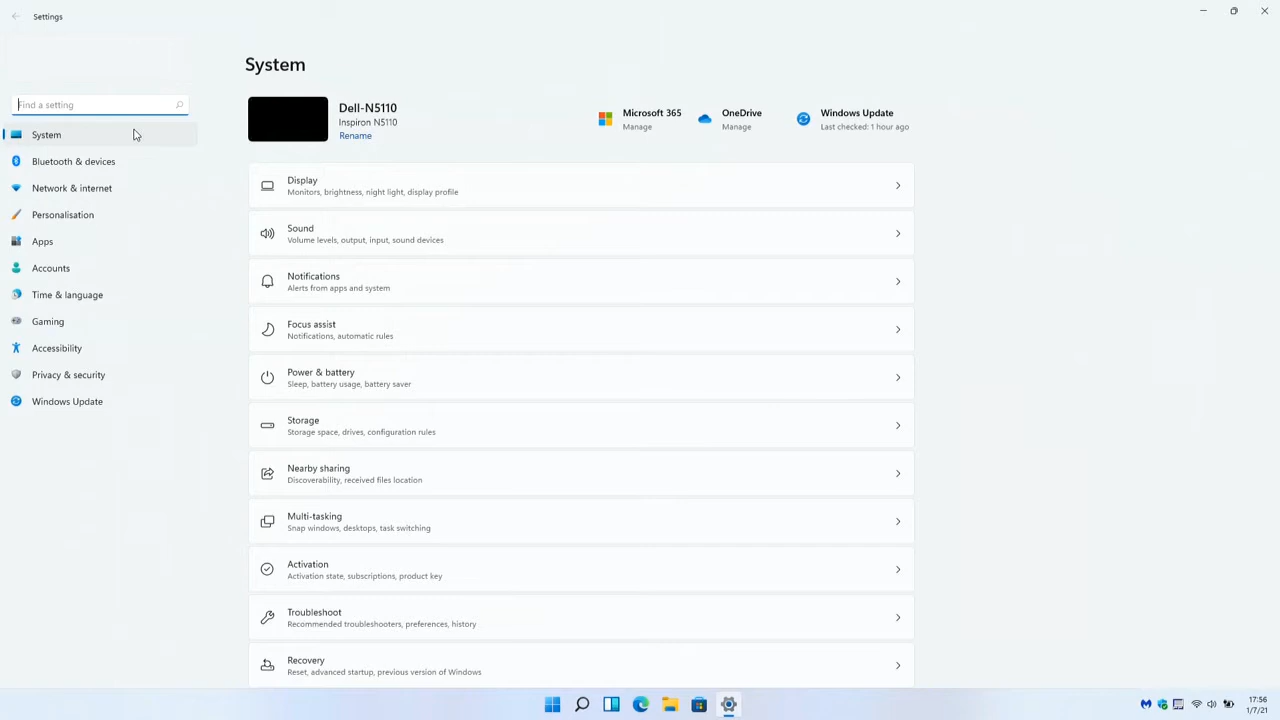 Settings
System
Find a setting
System
Bluetooth & devices
Network & internet
Personalisation
Apps
Accounts
Time & language
Gaming
Accessibility
Privacy & security
Windows Update
Dell-N5110
Inspiron N5110
Rename
Microsoft 365
Manage
OneDrive
Manage
Windows Update
Last checked: 1 hour ago
Display
Monitors, brightness, night light, display profile
Sound
Volume levels, output, input, sound devices
Notifications
Alerts from apps and system
Focus assist
Notifications, automatic rules
Power & battery
Sleep, battery usage, battery saver
Storage
Storage space, drives, configuration rules
Nearby sharing
Discoverability, received files location
Multi-tasking
Snap windows, desktops, task switching
Activation
Activation state, subscriptions, product key
Troubleshoot
Recommended troubleshooters, preferences, history
Recovery
Reset, advanced startup, previous version of Windows
17:56
1/7/21